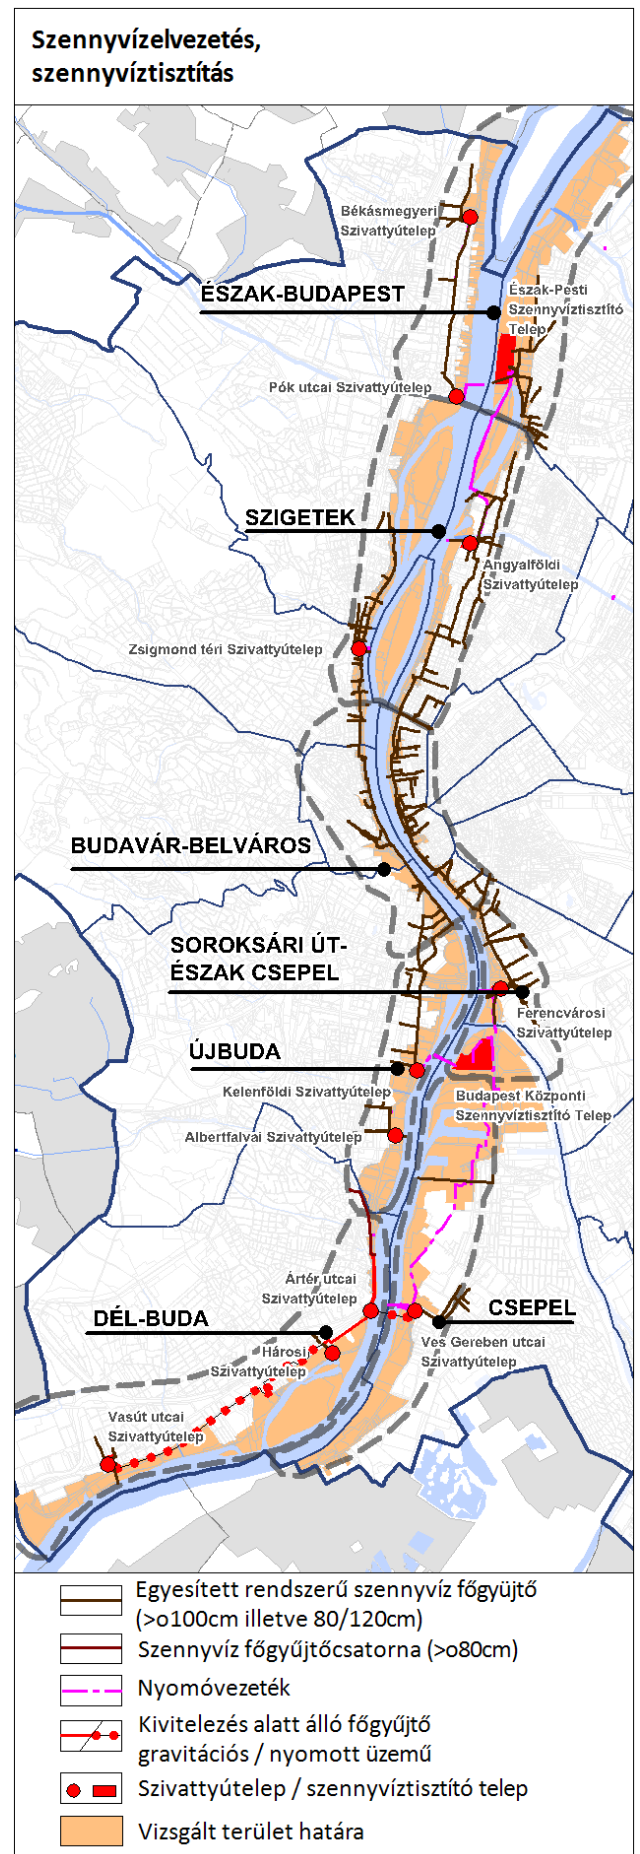 Szennyvízelvezetés,
szennyvíztisztítás
Békásmegyeri
Szivattyútelep
ÉSZAK-BUDAPEST
Észak-Pesti
Szennyvíztisztító
Telep
Pók utcai Szivattyútelep
SZIGETEK
Angyalföldi
Szivattyútelep
Zsigmond téri Szivattyútelep
BUDAVÁR-BELVÁROS
SOROKSÁRI ÚT-
ÉSZAK CSEPEL
Ferencvárosi
Szivattyútelep
ÚJBUDA
Kelenföldi Szivattyútelep
Budapest Központi
Szennyvíztisztító Telep
Albertfalvai Szivattyútelep
Ártér utcai
Szivattyútelep
DÉL-BUDA
CSEPEL
Hárosi
Szivattyútelep
Ves Gereben utcai
Szivattyútelep
Vasút utcai
Szivattyútelep
Egyesített rendszerű szennyvíz főgyüjtő
(>o100cm illetve 80/120cm)
Szennyvíz főgyűjtőcsatorna (>o80cm)
Nyomóvezeték
Kivitelezés alatt álló főgyűjtő
gravitációs / nyomott üzemű
Szivattyútelep / szennyvíztisztító telep
Vizsgált terület határa